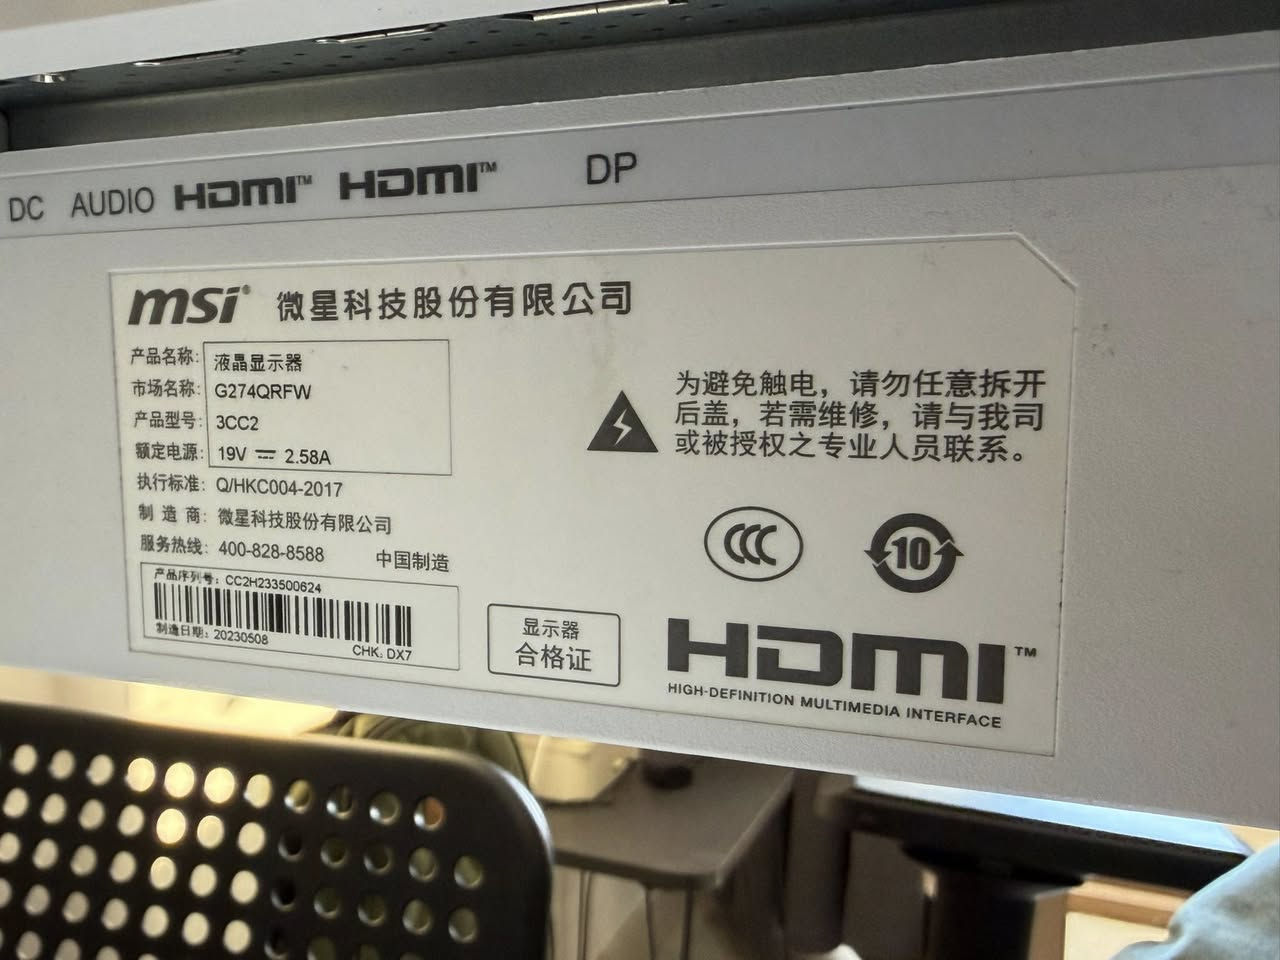 DC AUDIO HDMI™ HDMI™ DP
msi® 微星科技股份有限公司
产品名称: 液晶显示器
市场名称: G274QRFW
产品型号: 3CC2
额定电源: 19V ⎓ 2.58A
执行标准: Q/HKC004-2017
制 造 商: 微星科技股份有限公司
服务热线: 400-828-8588 中国制造
产品序列号: CC2H233500624
制造日期: 20230508
CHK: DX7
显示器
合格证
为避免触电，请勿任意拆开
后盖，若需维修，请与我司
或被授权之专业人员联系。
CCC
10
HDMI™
HIGH-DEFINITION MULTIMEDIA INTERFACE